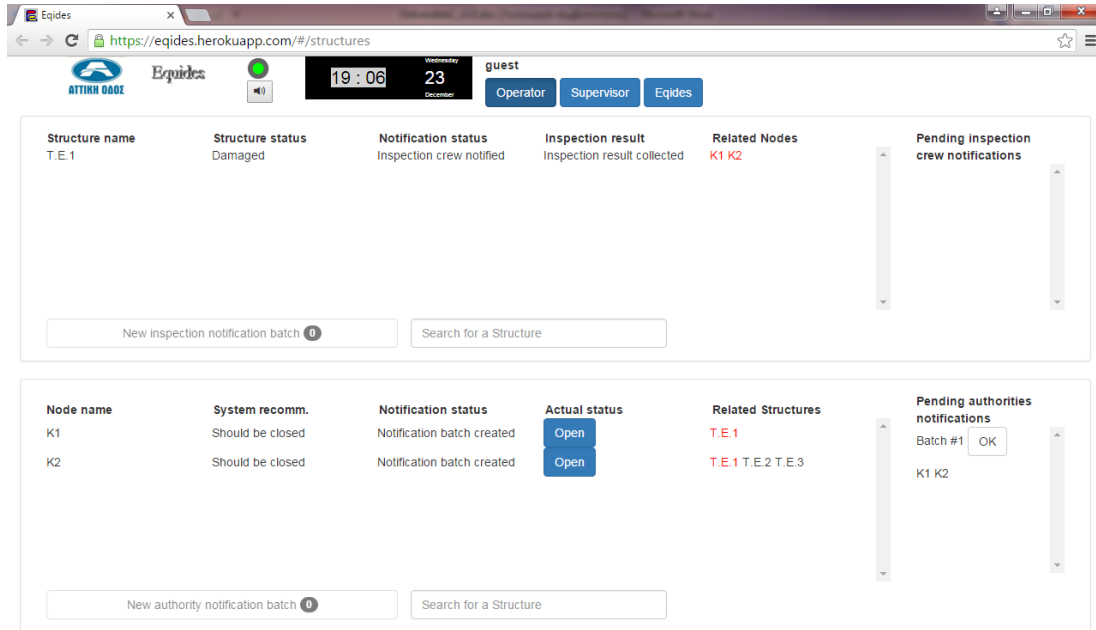 Eqides
https://eqides.herokuapp.com/#/structures
ΑΤΤΙΚΗ ΟΔΟΣ
Equides
19 : 06
Wednesday
23
December
guest
Operator Supervisor Eqides
Structure name Structure status Notification status Inspection result Related Nodes
T.E.1 Damaged Inspection crew notified Inspection result collected K1 K2
Pending inspection
crew notifications
New inspection notification batch 0
Search for a Structure
Node name System recomm. Notification status Actual status Related Structures
K1 Should be closed Notification batch created Open T.E.1
K2 Should be closed Notification batch created Open T.E.1 T.E.2 T.E.3
Pending authorities
notifications
Batch #1 OK
K1 K2
New authority notification batch 0
Search for a Structure